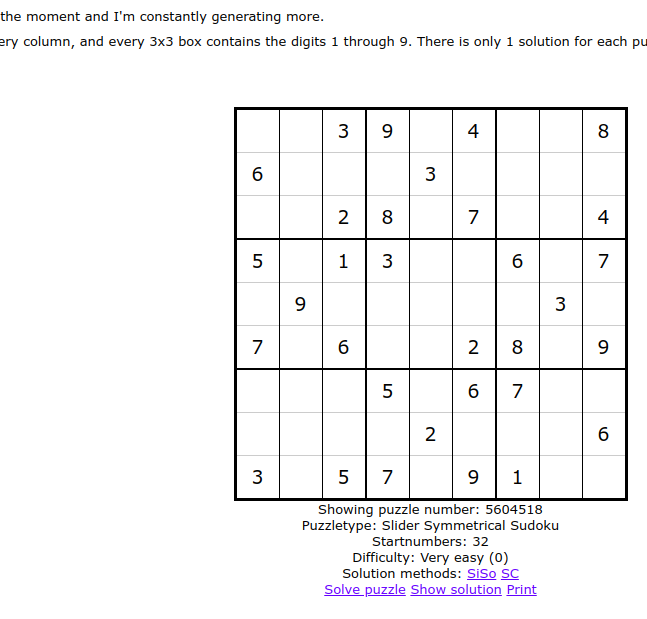 the moment and I'm constantly generating more.
ery column, and every 3x3 box contains the digits 1 through 9. There is only 1 solution for each pu
3 9 4 8
6 3
2 8 7 4
5 1 3 6 7
9 3
7 6 2 8 9
5 6 7
2 6
3 5 7 9 1
Showing puzzle number: 5604518
Puzzletype: Slider Symmetrical Sudoku
Startnumbers: 32
Difficulty: Very easy (0)
Solution methods: SiSo SC
Solve puzzle Show solution Print